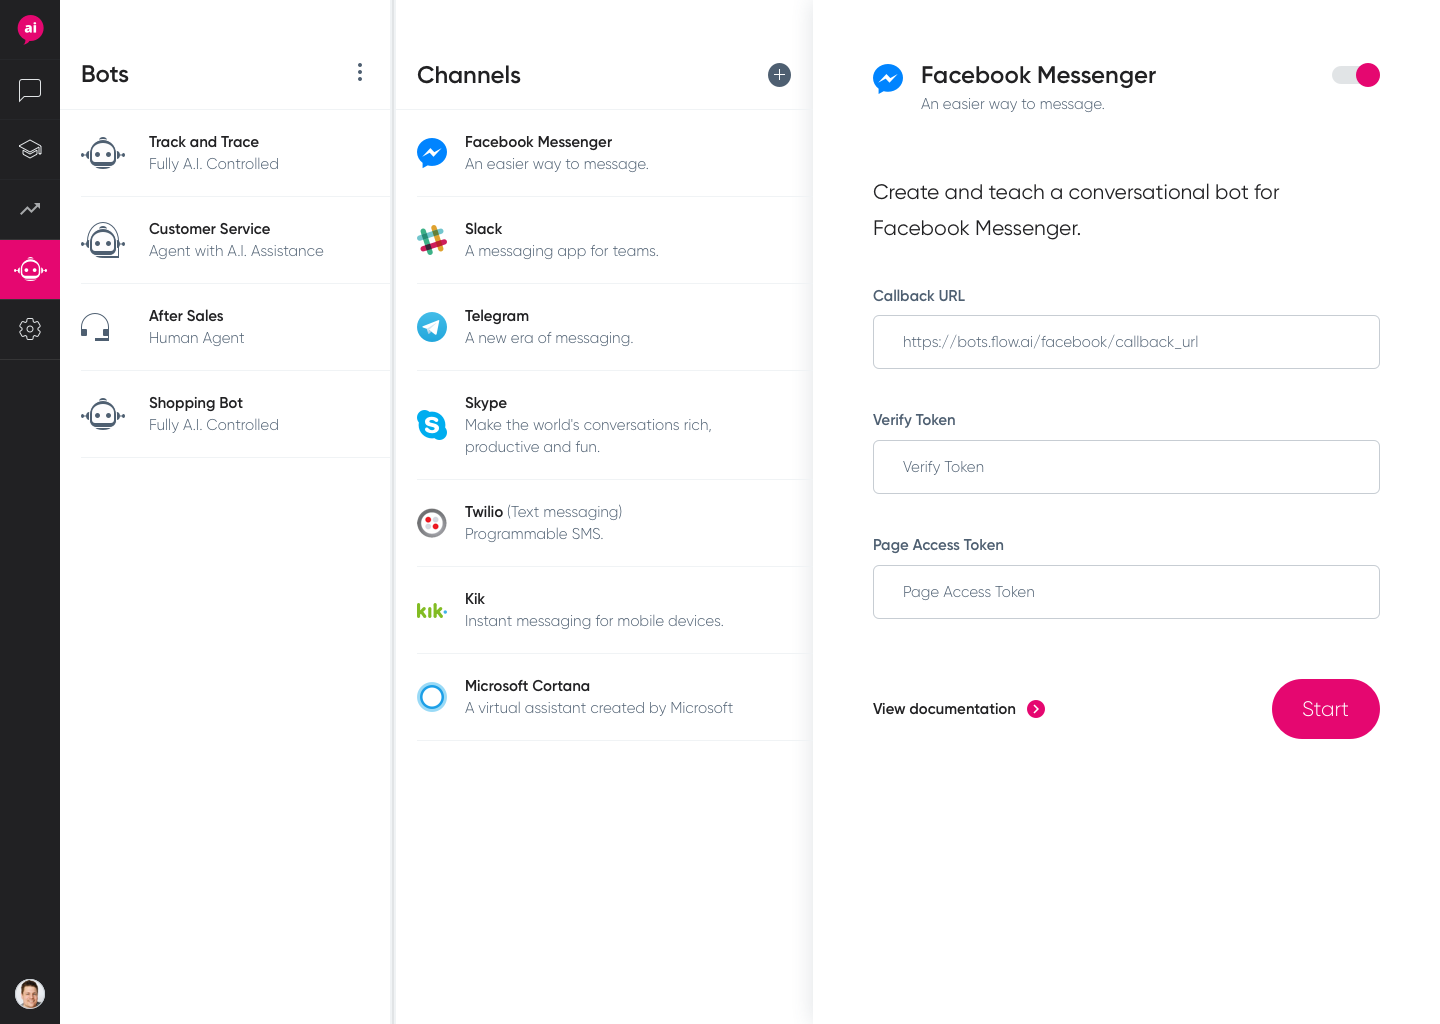 ai
Bots
Track and Trace
Fully A.I. Controlled
Customer Service
Agent with A.I. Assistance
After Sales
Human Agent
Shopping Bot
Fully A.I. Controlled
Channels
Facebook Messenger
An easier way to message.
Slack
A messaging app for teams.
Telegram
A new era of messaging.
Skype
Make the world's conversations rich,
productive and fun.
Twilio (Text messaging)
Programmable SMS.
kik
Kik
Instant messaging for mobile devices.
Microsoft Cortana
A virtual assistant created by Microsoft
Facebook Messenger
An easier way to message.
Create and teach a conversational bot for
Facebook Messenger.
Callback URL
https://bots.flow.ai/facebook/callback_url
Verify Token
Verify Token
Page Access Token
Page Access Token
View documentation
Start